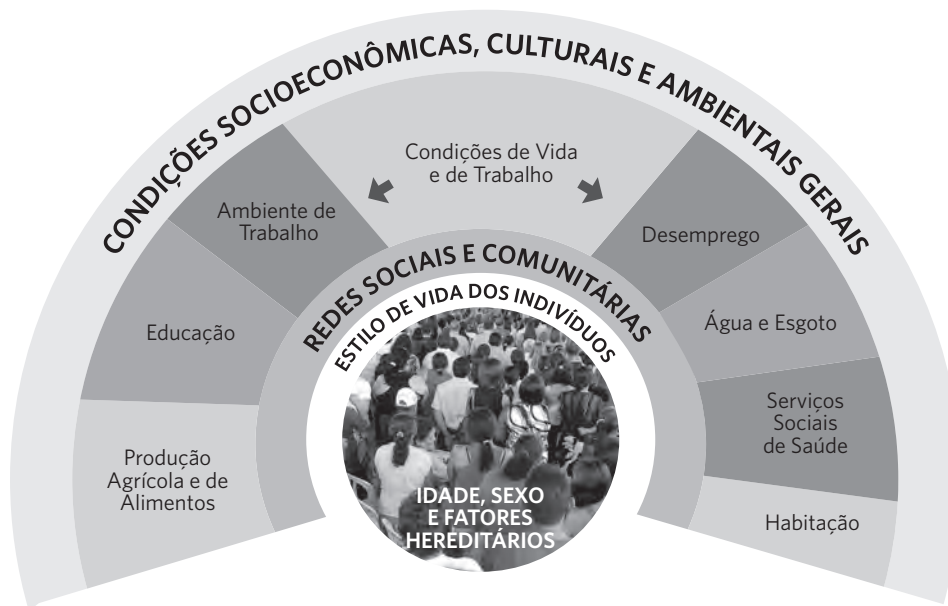 CONDIÇÕES SOCIOECONÔMICAS, CULTURAIS E AMBIENTAIS GERAIS
Condições de Vida
e de Trabalho
Ambiente de
Trabalho
Desemprego
Educação
Água e Esgoto
Produção
Agrícola e de
Alimentos
Serviços
Sociais
de Saúde
Habitação
REDES SOCIAIS E COMUNITÁRIAS
ESTILO DE VIDA DOS INDIVÍDUOS
IDADE, SEXO
E FATORES
HEREDITÁRIOS